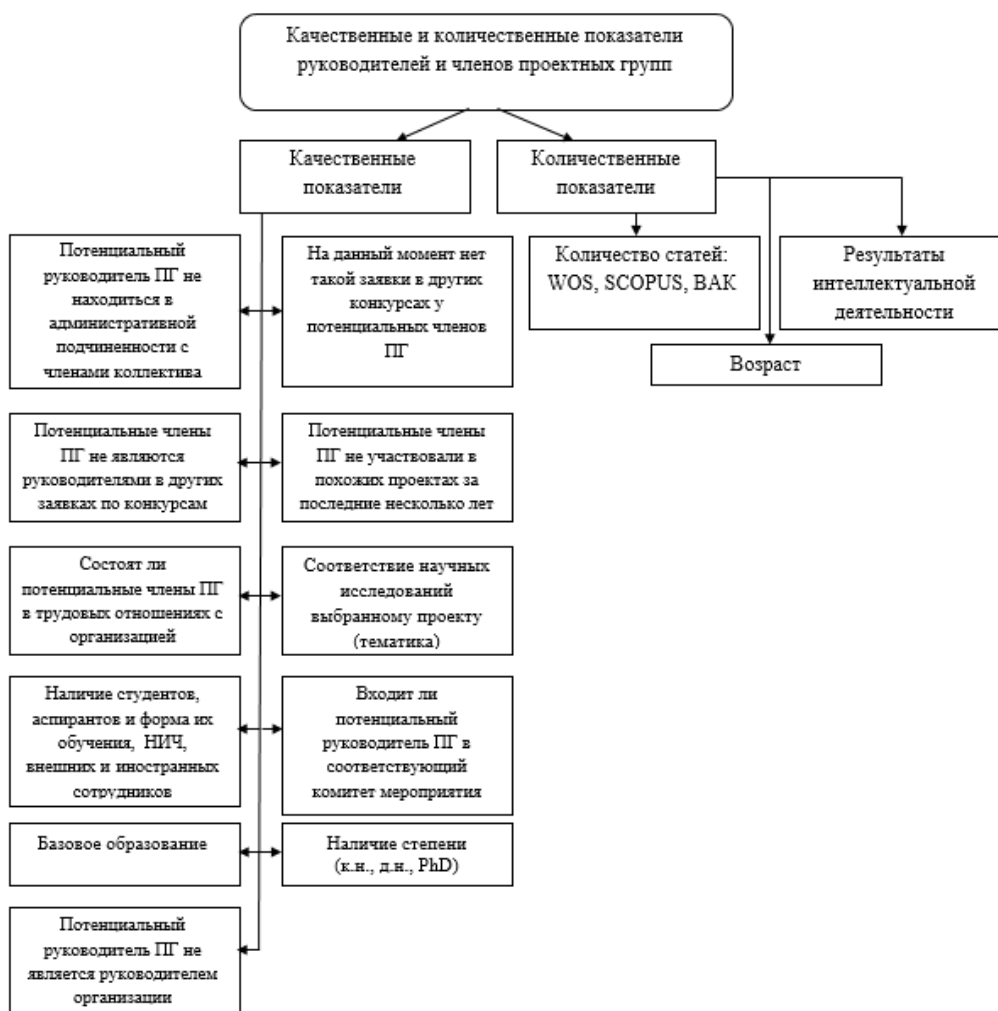 Качественные и количественные показатели
руководителей и членов проектных групп
Качественные
показатели
Количественные
показатели
Потенциальный
руководитель ПГ не
находиться в
административной
подчиненности с
членами коллектива
На данный момент нет
такой заявки в других
конкурсах у
потенциальных членов
ПГ
Количество статей:
WOS, SCOPUS, ВАК
Результаты
интеллектуальной
деятельности
Возраст
Потенциальные члены
ПГ не являются
руководителями в других
заявках по конкурсам
Потенциальные члены
ПГ не участвовали в
похожих проектах за
последние несколько лет
Состоят ли
потенциальные члены ПГ
в трудовых отношениях с
организацией
Соответствие научных
исследований
выбранному проекту
(тематика)
Наличие студентов,
аспирантов и форма их
обучения, НИЧ,
внешних и иностранных
сотрудников
Входит ли
потенциальный
руководитель ПГ в
соответствующий
комитет мероприятия
Базовое образование
Наличие степени
(к.н., д.н., PhD)
Потенциальный
руководитель ПГ не
является руководителем
организации